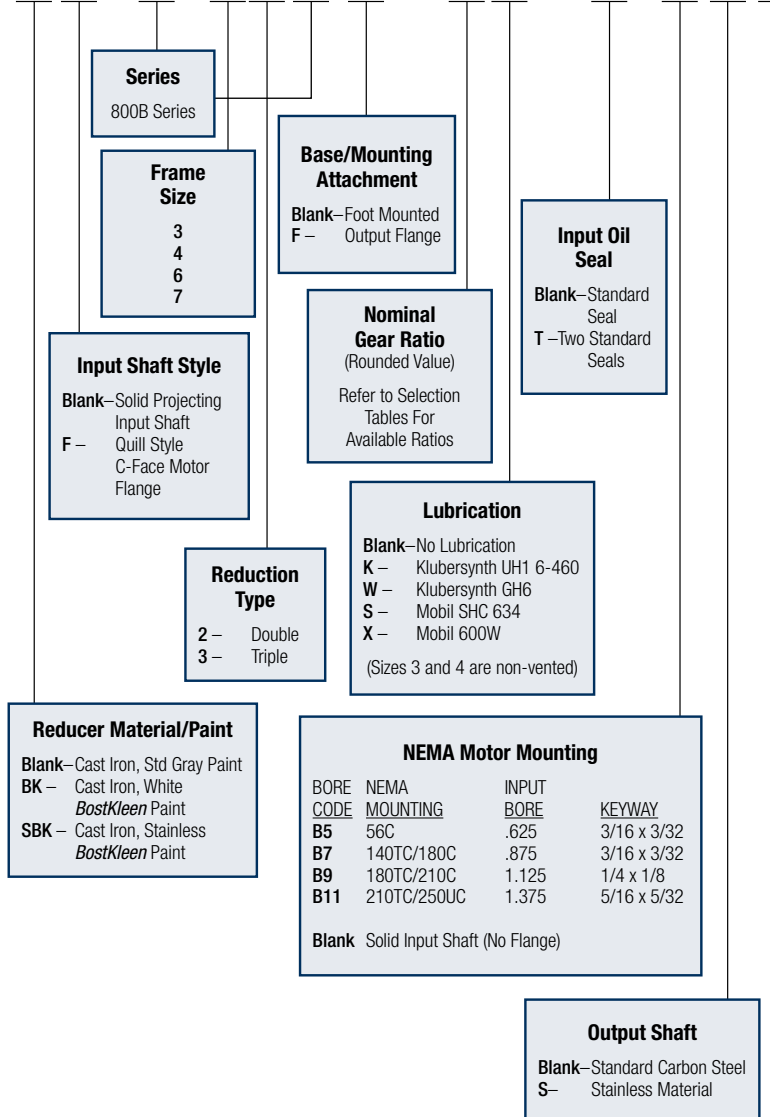 Series
800B Series
Frame
Size
3
4
6
7
Base/Mounting
Attachment
Blank–Foot Mounted
F – Output Flange
Input Oil
Seal
Blank–Standard
Seal
T –Two Standard
Seals
Nominal
Gear Ratio
(Rounded Value)
Refer to Selection
Tables For
Available Ratios
Input Shaft Style
Blank–Solid Projecting
Input Shaft
F – Quill Style
C-Face Motor
Flange
Lubrication
Blank–No Lubrication
K – Klubersynth UH1 6-460
W – Klubersynth GH6
S – Mobil SHC 634
X – Mobil 600W
(Sizes 3 and 4 are non-vented)
Reduction
Type
2 – Double
3 – Triple
Reducer Material/Paint
Blank–Cast Iron, Std Gray Paint
BK – Cast Iron, White
BostKleen Paint
SBK – Cast Iron, Stainless
BostKleen Paint
NEMA Motor Mounting
BORE NEMA INPUT
CODE MOUNTING BORE KEYWAY
B5 56C .625 3/16 x 3/32
B7 140TC/180C .875 3/16 x 3/32
B9 180TC/210C 1.125 1/4 x 1/8
B11 210TC/250UC 1.375 5/16 x 5/32
Blank Solid Input Shaft (No Flange)
Output Shaft
Blank–Standard Carbon Steel
S– Stainless Material